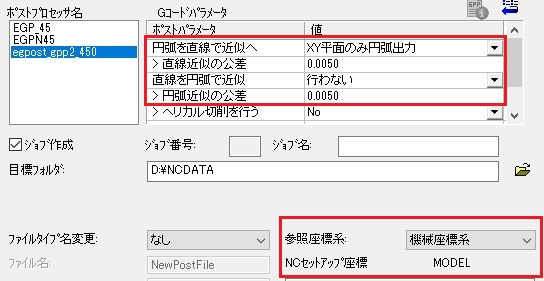 ポストプロセッサ名
Gコードパラメータ
GPP
EGP_45
EGPN45
egpost_gpp2_450
ポストパラメータ 値
円弧を直線で近似へ XY平面のみ円弧出力
> 直線近似の公差 0.0050
直線を円弧で近似 行わない
> 円弧近似の公差 0.0050
> ヘリカル切削を行う No
ジョブ作成 ジョブ番号: ジョブ名:
目標フォルダ: D:¥NCDATA
ファイルタイプ名変更: なし 参照座標系: 機械座標系
ファイル名: NewPostFile NCセットアップ座標 MODEL